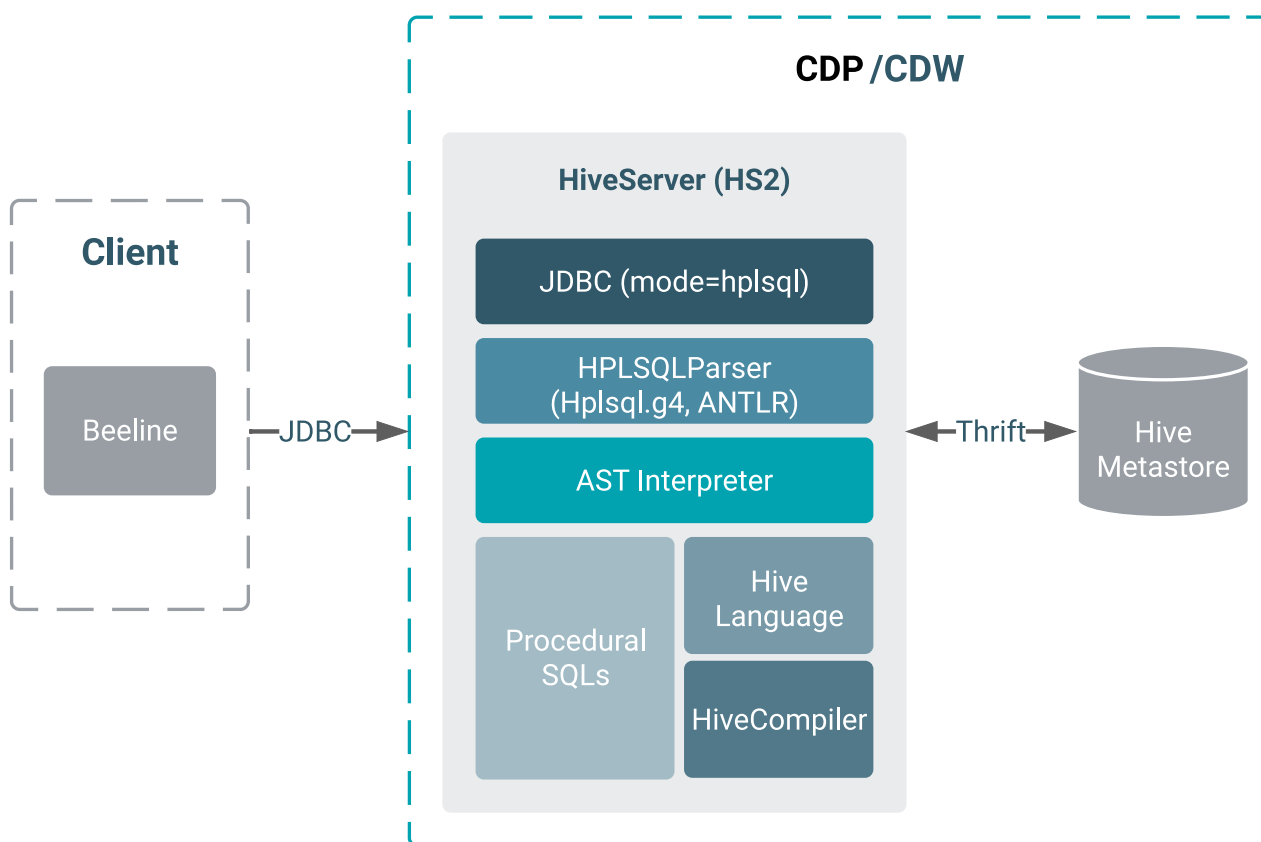 CDP /CDW
HiveServer (HS2)
Client
JDBC (mode=hplsql)
HPLSQLParser
(Hplsql.g4, ANTLR)
Beeline
JDBC
Thrift
Hive
Metastore
AST Interpreter
Hive
Language
Procedural
SQLs
HiveCompiler